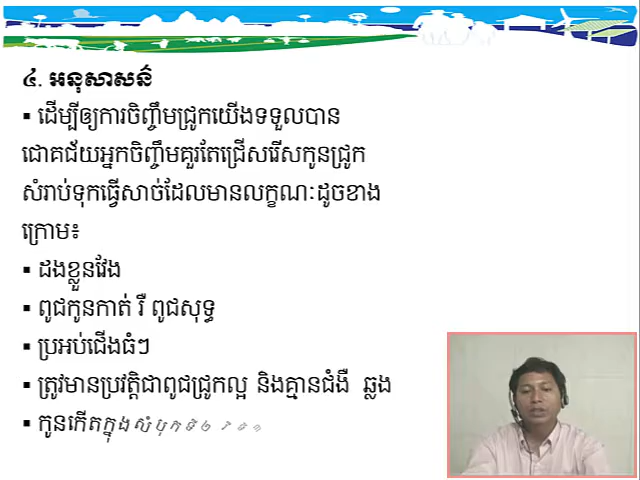 ៤. អនុសាសន៍
▪ ដើម្បីឲ្យការចិញ្ចឹមជ្រូកយើងទទួលបាន
ជោគជ័យអ្នកចិញ្ចឹមគួរតែជ្រើសរើសកូនជ្រូក
សំរាប់ទុកធ្វើសាច់ដែលមានលក្ខណៈដូចខាង
ក្រោម៖
▪ ដងខ្លួនវែង
▪ ពូជកូនកាត់ រឺ ពូជសុទ្ធ
▪ ប្រអប់ជើងធំៗ
▪ ត្រូវមានប្រវត្តិជាពូជជ្រូកល្អ និងគ្មានជំងឺ ឆ្លង
▪ កូនកើតក្នុងសំបុកទី២